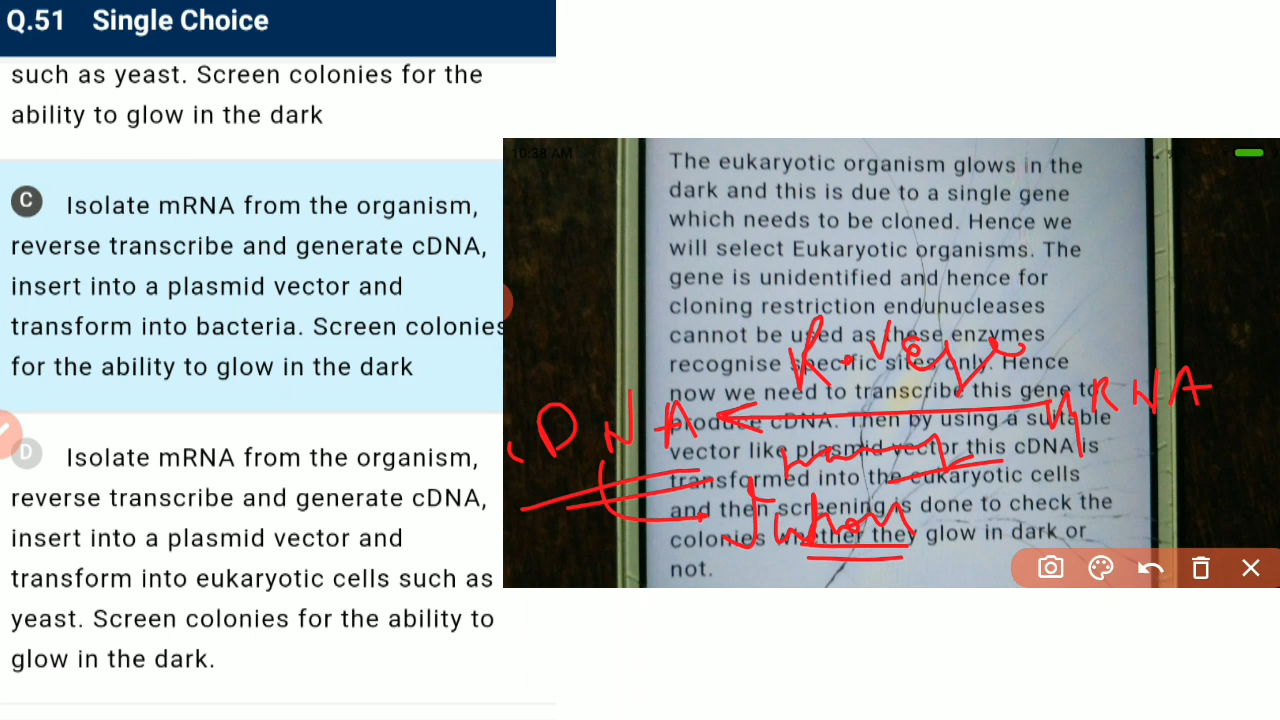 Q.51 Single Choice
such as yeast. Screen colonies for the
ability to glow in the dark
C Isolate mRNA from the organism,
reverse transcribe and generate cDNA,
insert into a plasmid vector and
transform into bacteria. Screen colonies
for the ability to glow in the dark
D Isolate mRNA from the organism,
reverse transcribe and generate cDNA,
insert into a plasmid vector and
transform into eukaryotic cells such as
yeast. Screen colonies for the ability to
glow in the dark.
10:38 AM
The eukaryotic organism glows in the
dark and this is due to a single gene
which needs to be cloned. Hence we
will select Eukaryotic organisms. The
gene is unidentified and hence for
cloning restriction endunucleases
cannot be used as these enzymes
recognise specific sites only. Hence
now we need to transcribe this gene to
produce cDNA. Then by using a suitable
vector like plasmid vector this cDNA is
transformed into the eukaryotic cells
and then screening is done to check the
colonies whether they glow in dark or
not.
cDNA
mRNA